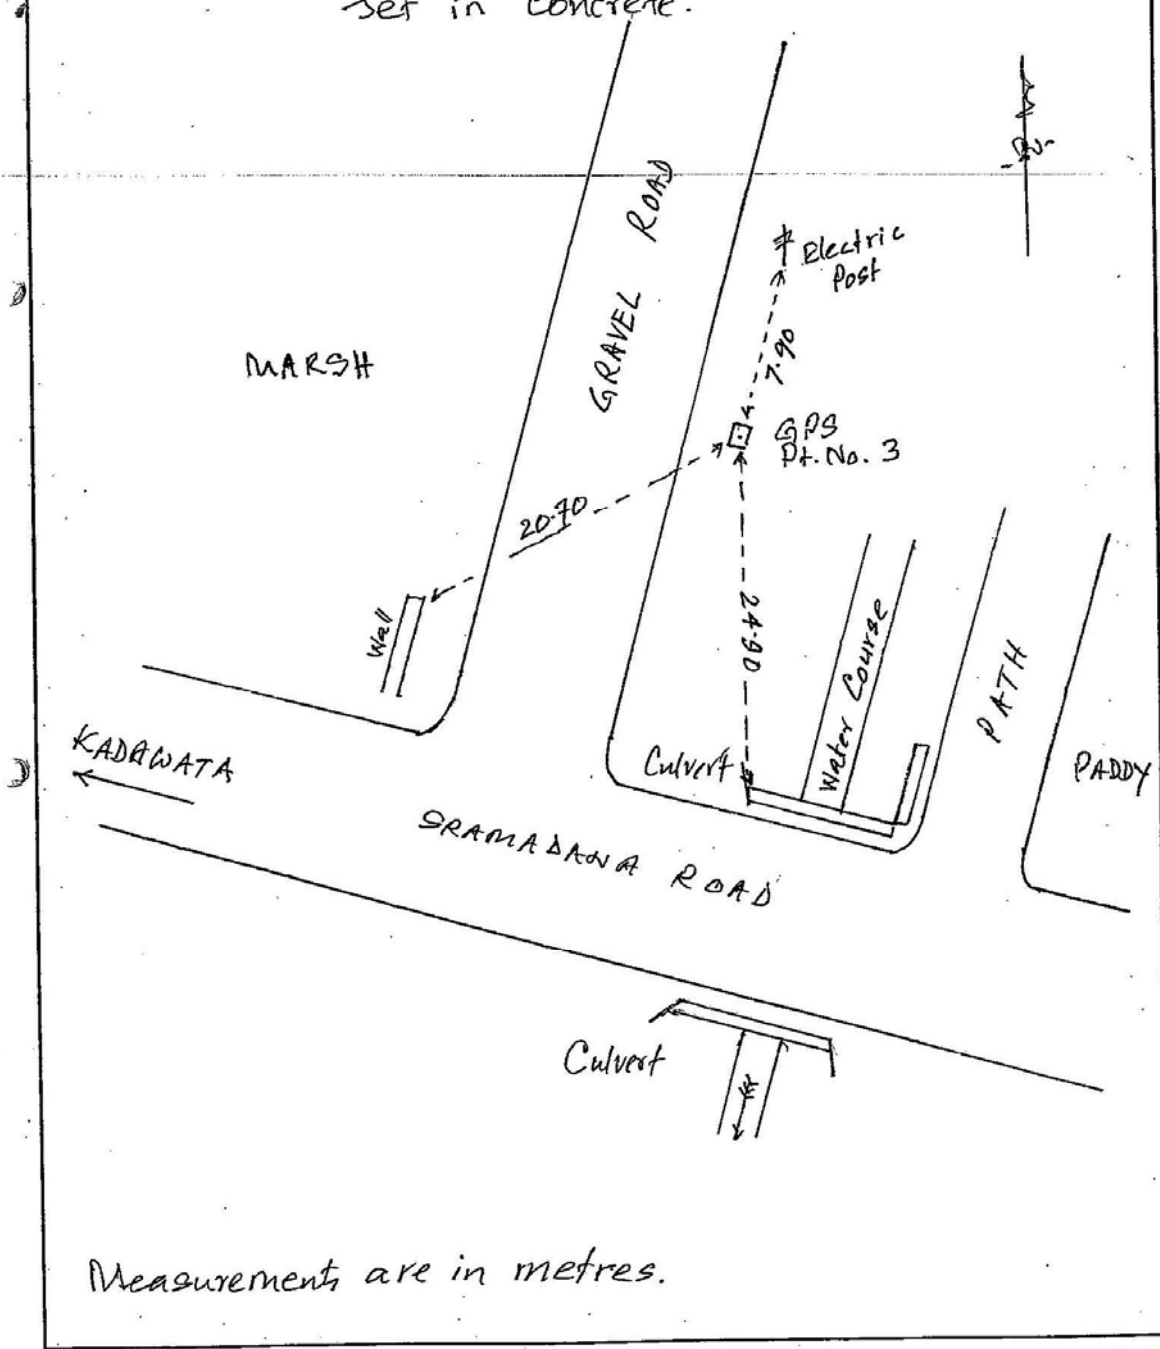 set in concrete.
GRAVEL ROAD
Electric
Post
7.90
MARSH
GPS
Pt. No. 3
20.70
24.90
Wall
Water Course
PATH
KADAWATA
Culvert
PADDY
SRAMADANA ROAD
Culvert
Measurements are in metres.